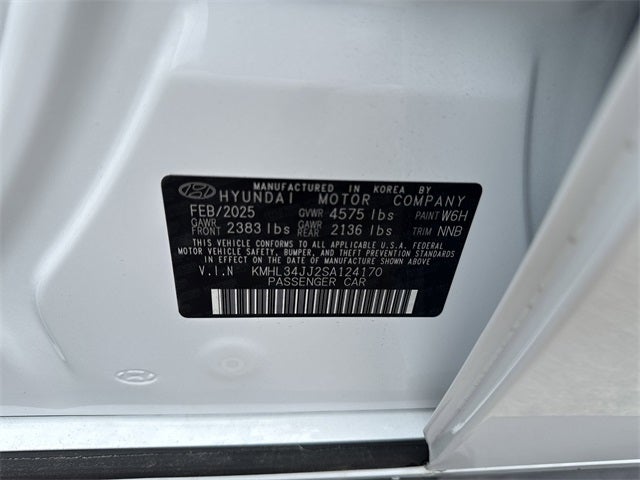 MANUFACTURED IN KOREA BY
HYUNDAI MOTOR COMPANY
FEB/2025 GVWR 4575 lbs PAINT W6H
GAWR FRONT 2383 lbs GAWR REAR 2136 lbs TRIM NNB
THIS VEHICLE CONFORMS TO ALL APPLICABLE U.S.A. FEDERAL
MOTOR VEHICLE SAFETY, BUMPER, AND THEFT PREVENTION STANDARDS
IN EFFECT ON THE DATE OF MANUFACTURE SHOWN ABOVE.
V.I.N KMHL34JJ2SA124170
PASSENGER CAR